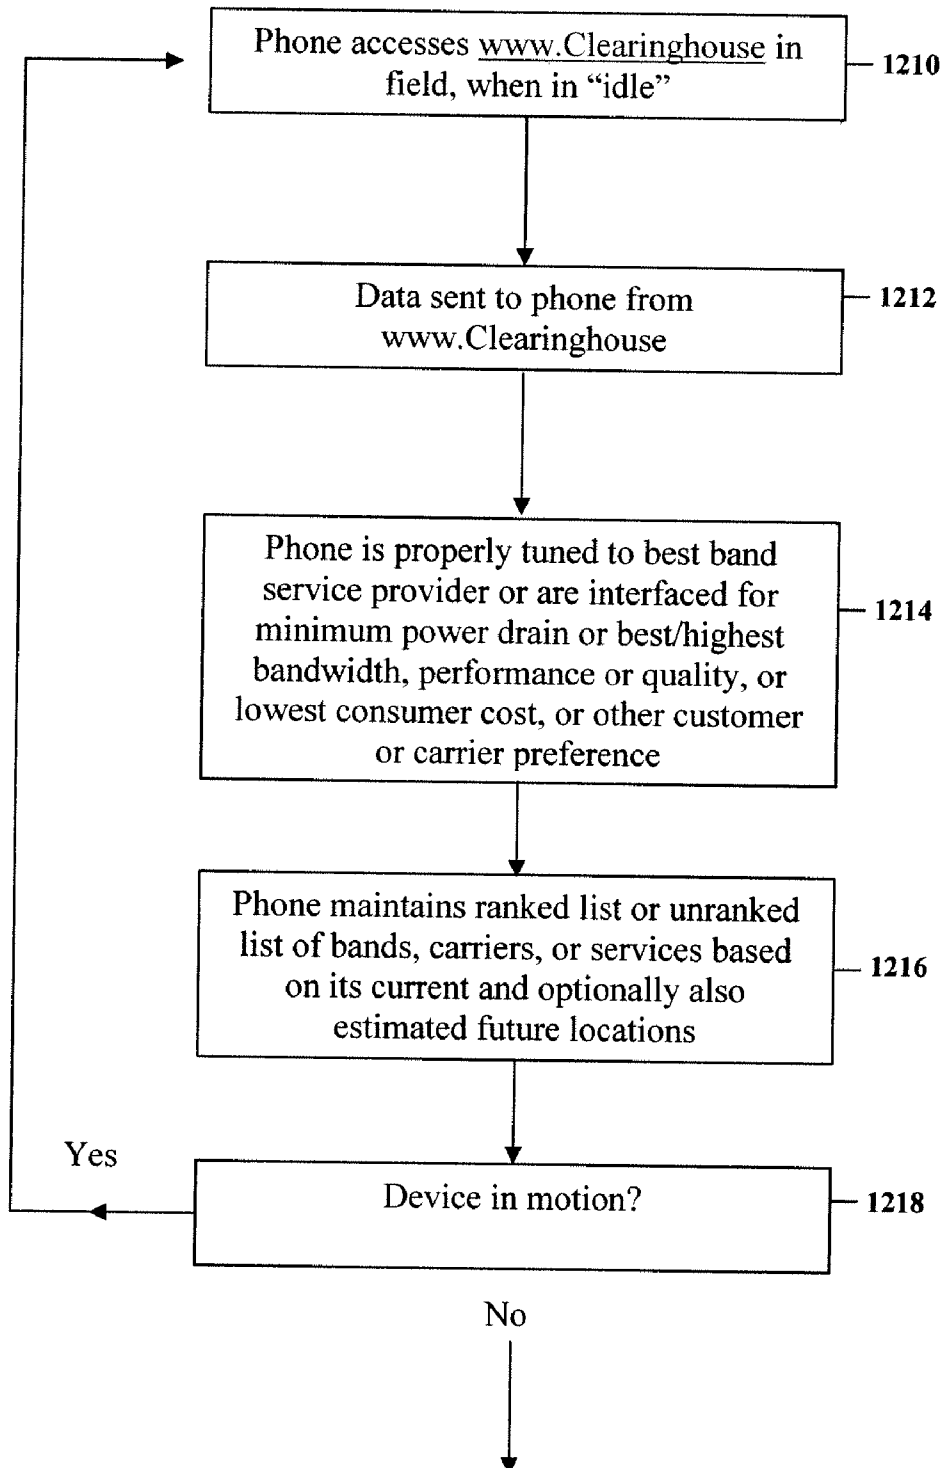 Phone accesses www.Clearinghouse in
field, when in “idle”
1210
Data sent to phone from
www.Clearinghouse
1212
Phone is properly tuned to best band
service provider or are interfaced for
minimum power drain or best/highest
bandwidth, performance or quality, or
lowest consumer cost, or other customer
or carrier preference
1214
Phone maintains ranked list or unranked
list of bands, carriers, or services based
on its current and optionally also
estimated future locations
1216
Yes
Device in motion?
1218
No